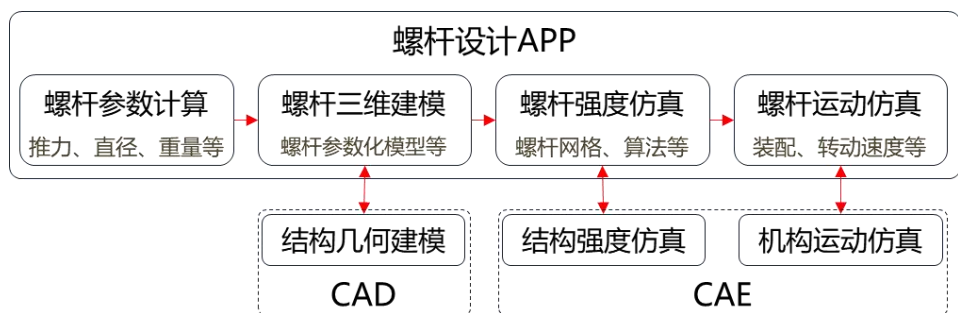 螺杆设计APP
螺杆参数计算
推力、直径、重量等
螺杆三维建模
螺杆参数化模型等
螺杆强度仿真
螺杆网格、算法等
螺杆运动仿真
装配、转动速度等
结构几何建模
CAD
结构强度仿真
机构运动仿真
CAE